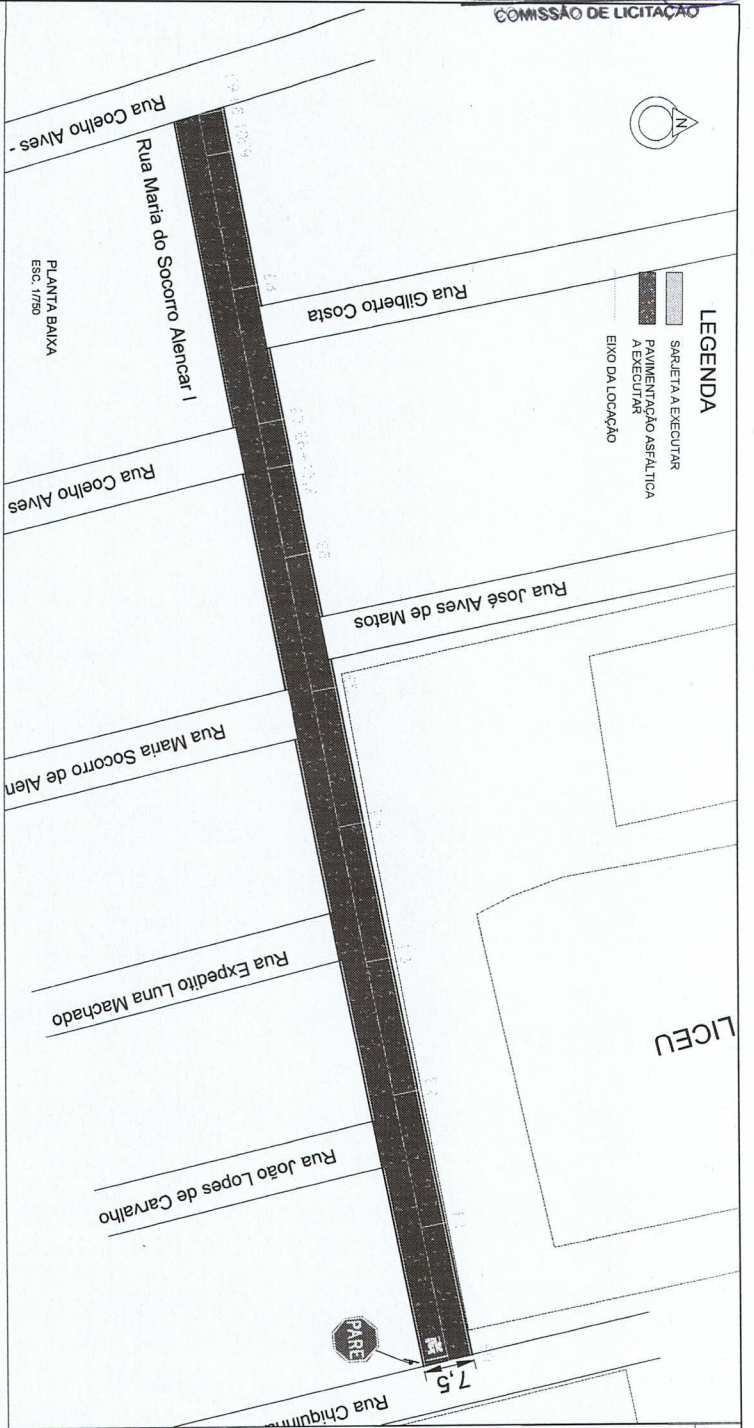 COMISSÃO DE LICITAÇÃO
N
LEGENDA
SARJETA A EXECUTAR
PAVIMENTAÇÃO ASFÁLTICA
A EXECUTAR
EIXO DA LOCAÇÃO
Rua Coelho Alves -
Rua Maria do Socorro Alencar I
PLANTA BAIXA
ESC. 1/750
Rua Gilberto Costa
Rua Coelho Alves
Rua José Alves de Matos
Rua Maria Socorro de Alen
Rua Expedito Luna Machado
LICEU
Rua João Lopes de Carvalho
PARE
7,5
Rua